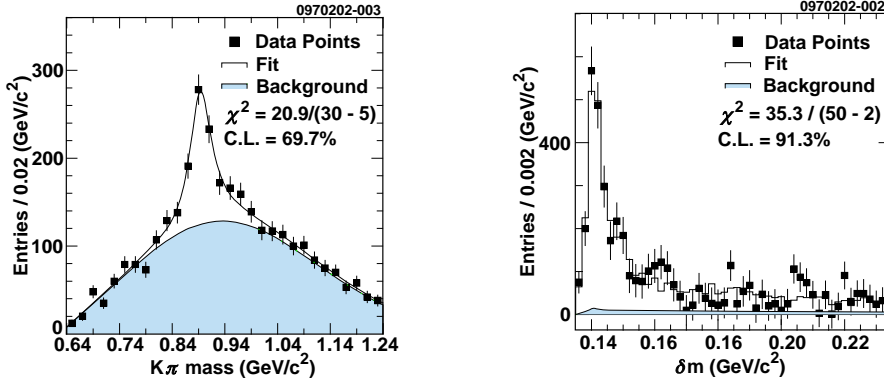 0970202-003
Data Points
Fit
Background
χ² = 20.9/(30 - 5)
C.L. = 69.7%
Entries / 0.02 (GeV/c²)
300
200
100
0
0.64 0.74 0.84 0.94 1.04 1.14 1.24
Kπ mass (GeV/c²)
0970202-002
Data Points
Fit
Background
χ² = 35.3 / (50 - 2)
C.L. = 91.3%
Entries / 0.002 (GeV/c²)
400
0
0.14 0.16 0.16 0.20 0.22
δm (GeV/c²)